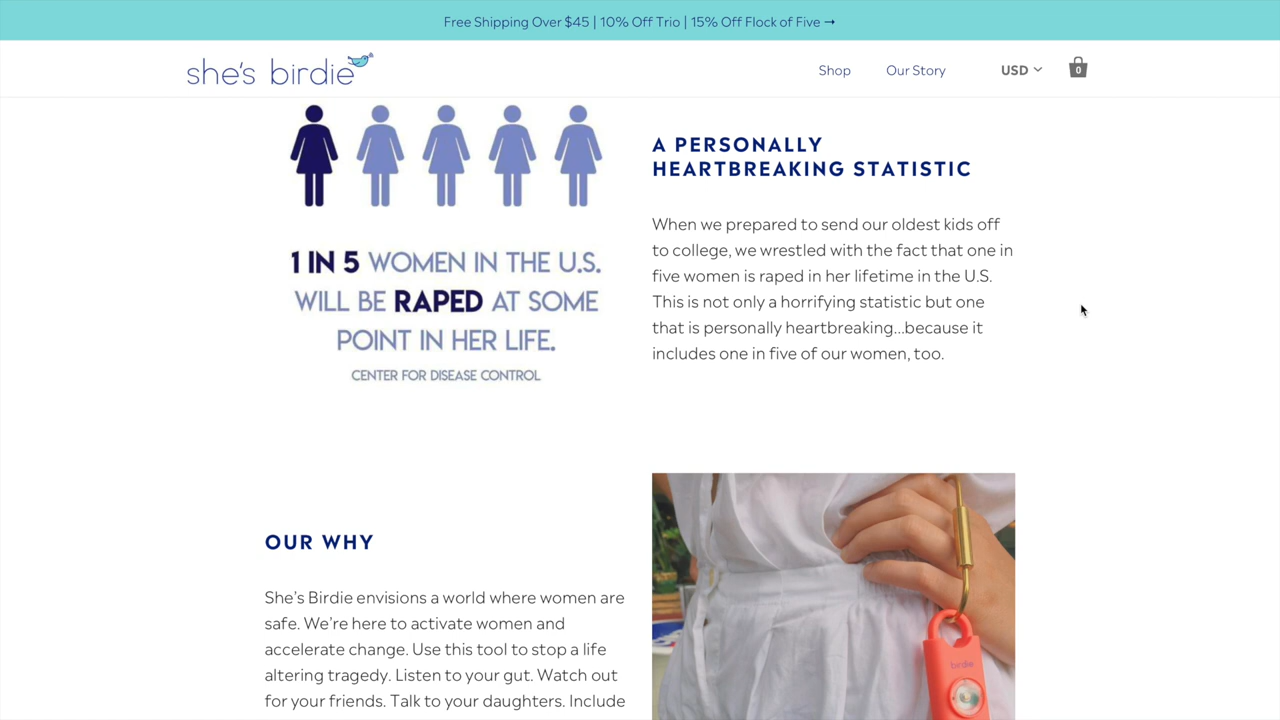 Free Shipping Over $45 | 10% Off Trio | 15% Off Flock of Five →
she's birdie
Shop
Our Story
USD
0
1 IN 5 WOMEN IN THE U.S.
WILL BE RAPED AT SOME
POINT IN HER LIFE.
CENTER FOR DISEASE CONTROL
A PERSONALLY
HEARTBREAKING STATISTIC
When we prepared to send our oldest kids off
to college, we wrestled with the fact that one in
five women is raped in her lifetime in the U.S.
This is not only a horrifying statistic but one
that is personally heartbreaking...because it
includes one in five of our women, too.
OUR WHY
She's Birdie envisions a world where women are
safe. We're here to activate women and
accelerate change. Use this tool to stop a life
altering tragedy. Listen to your gut. Watch out
for your friends. Talk to your daughters. Include
birdie